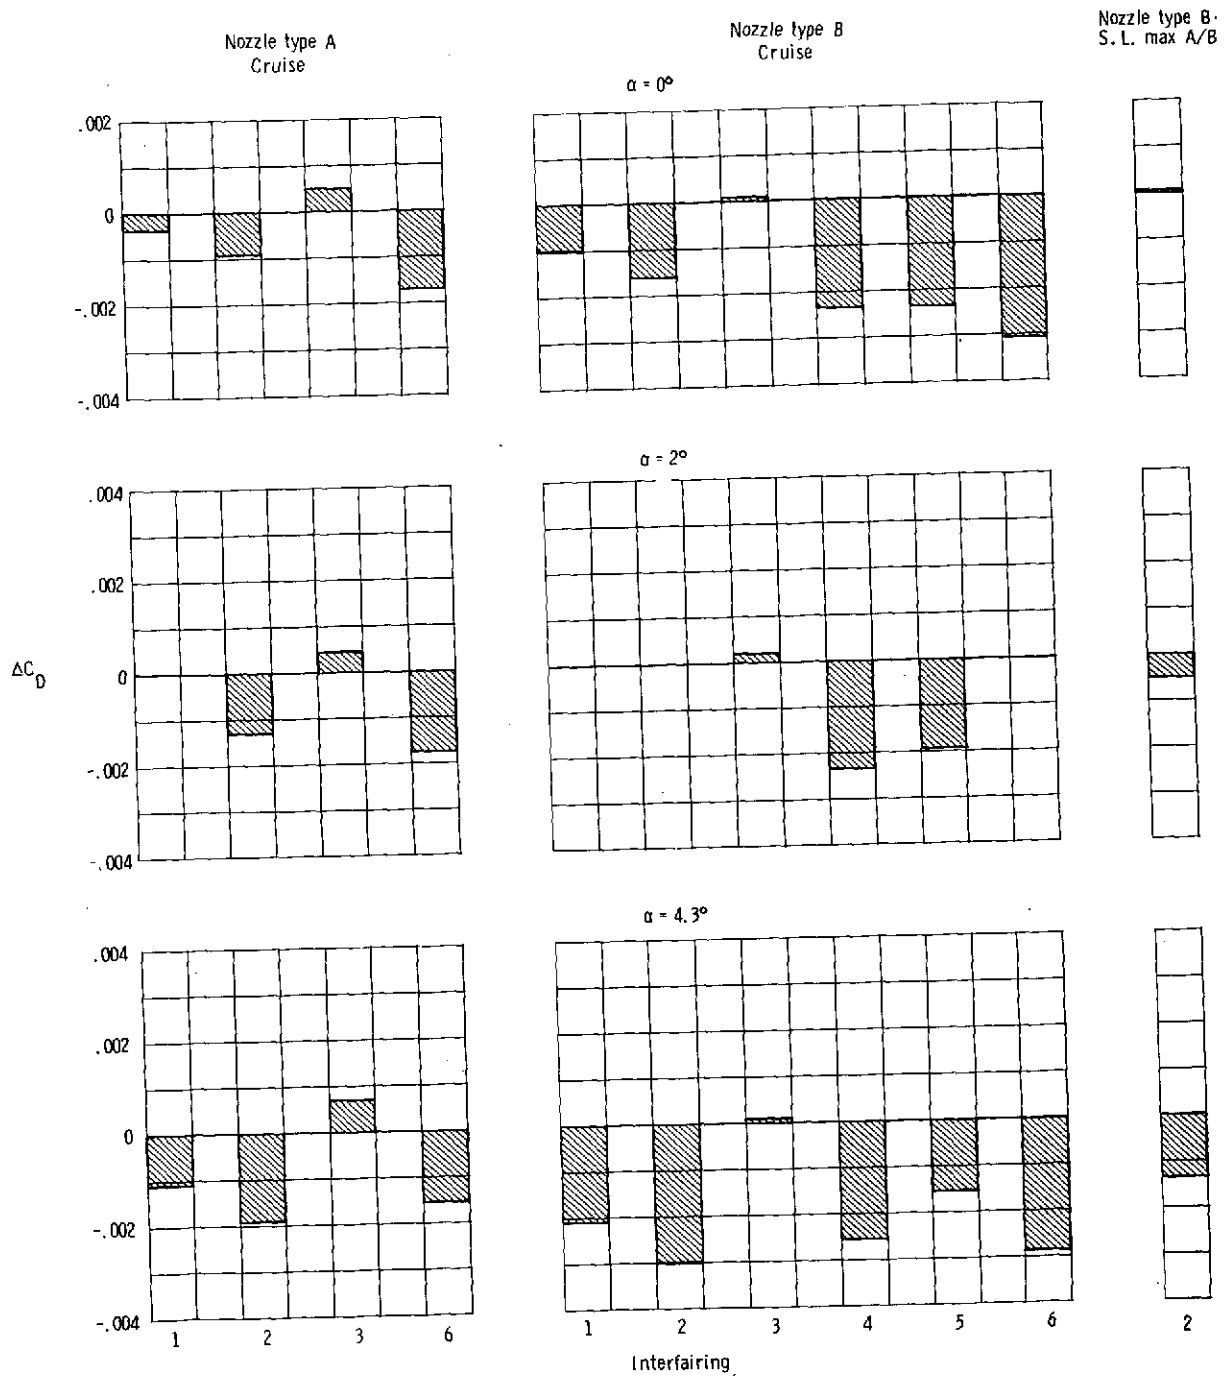 Nozzle type A
Cruise
Nozzle type B
Cruise
Nozzle type B
S. L. max A/B
α = 0°
.002
0
-.002
-.004
α = 2°
.004
.002
0
-.002
-.004
ΔC_D
α = 4.3°
.004
.002
0
-.002
-.004
1 2 3 6
1 2 3 4 5 6
2
Interfairing